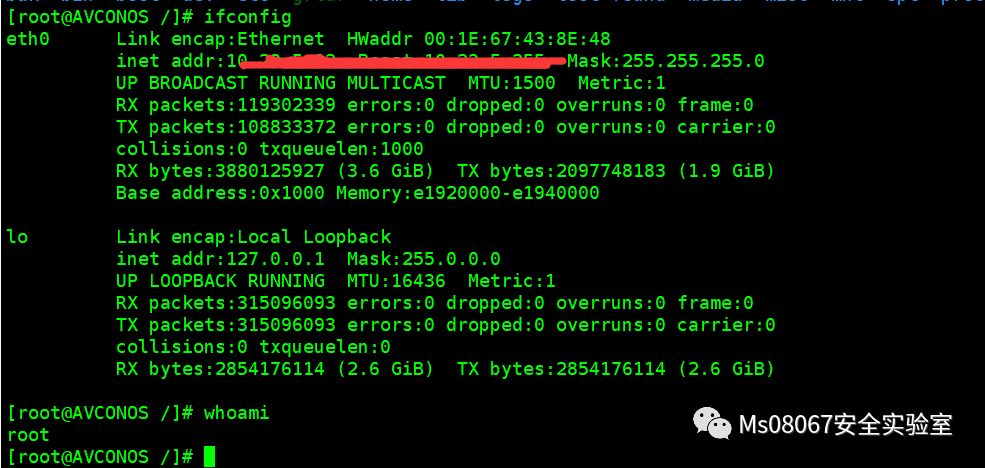 [root@AVCONOS /]# ifconfig
eth0 Link encap:Ethernet HWaddr 00:1E:67:43:8E:48
inet addr:10 Mask:255.255.255.0
UP BROADCAST RUNNING MULTICAST MTU:1500 Metric:1
RX packets:119302339 errors:0 dropped:0 overruns:0 frame:0
TX packets:108833372 errors:0 dropped:0 overruns:0 carrier:0
collisions:0 txqueuelen:1000
RX bytes:3880125927 (3.6 GiB) TX bytes:2097748183 (1.9 GiB)
Base address:0x1000 Memory:e1920000-e1940000
lo Link encap:Local Loopback
inet addr:127.0.0.1 Mask:255.0.0.0
UP LOOPBACK RUNNING MTU:16436 Metric:1
RX packets:315096093 errors:0 dropped:0 overruns:0 frame:0
TX packets:315096093 errors:0 dropped:0 overruns:0 carrier:0
collisions:0 txqueuelen:0
RX bytes:2854176114 (2.6 GiB) TX bytes:2854176114 (2.6 GiB)
[root@AVCONOS /]# whoami
root
[root@AVCONOS /]#
Ms08067安全实验室